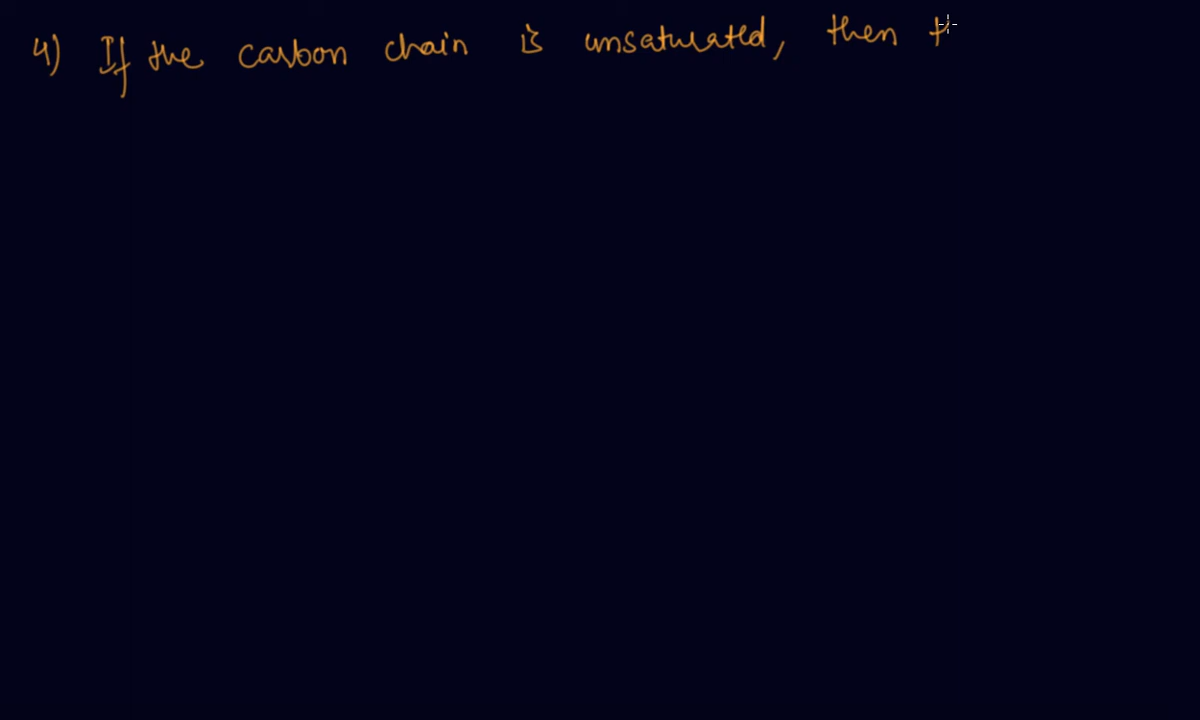 4) If the carbon chain is unsaturated, then t